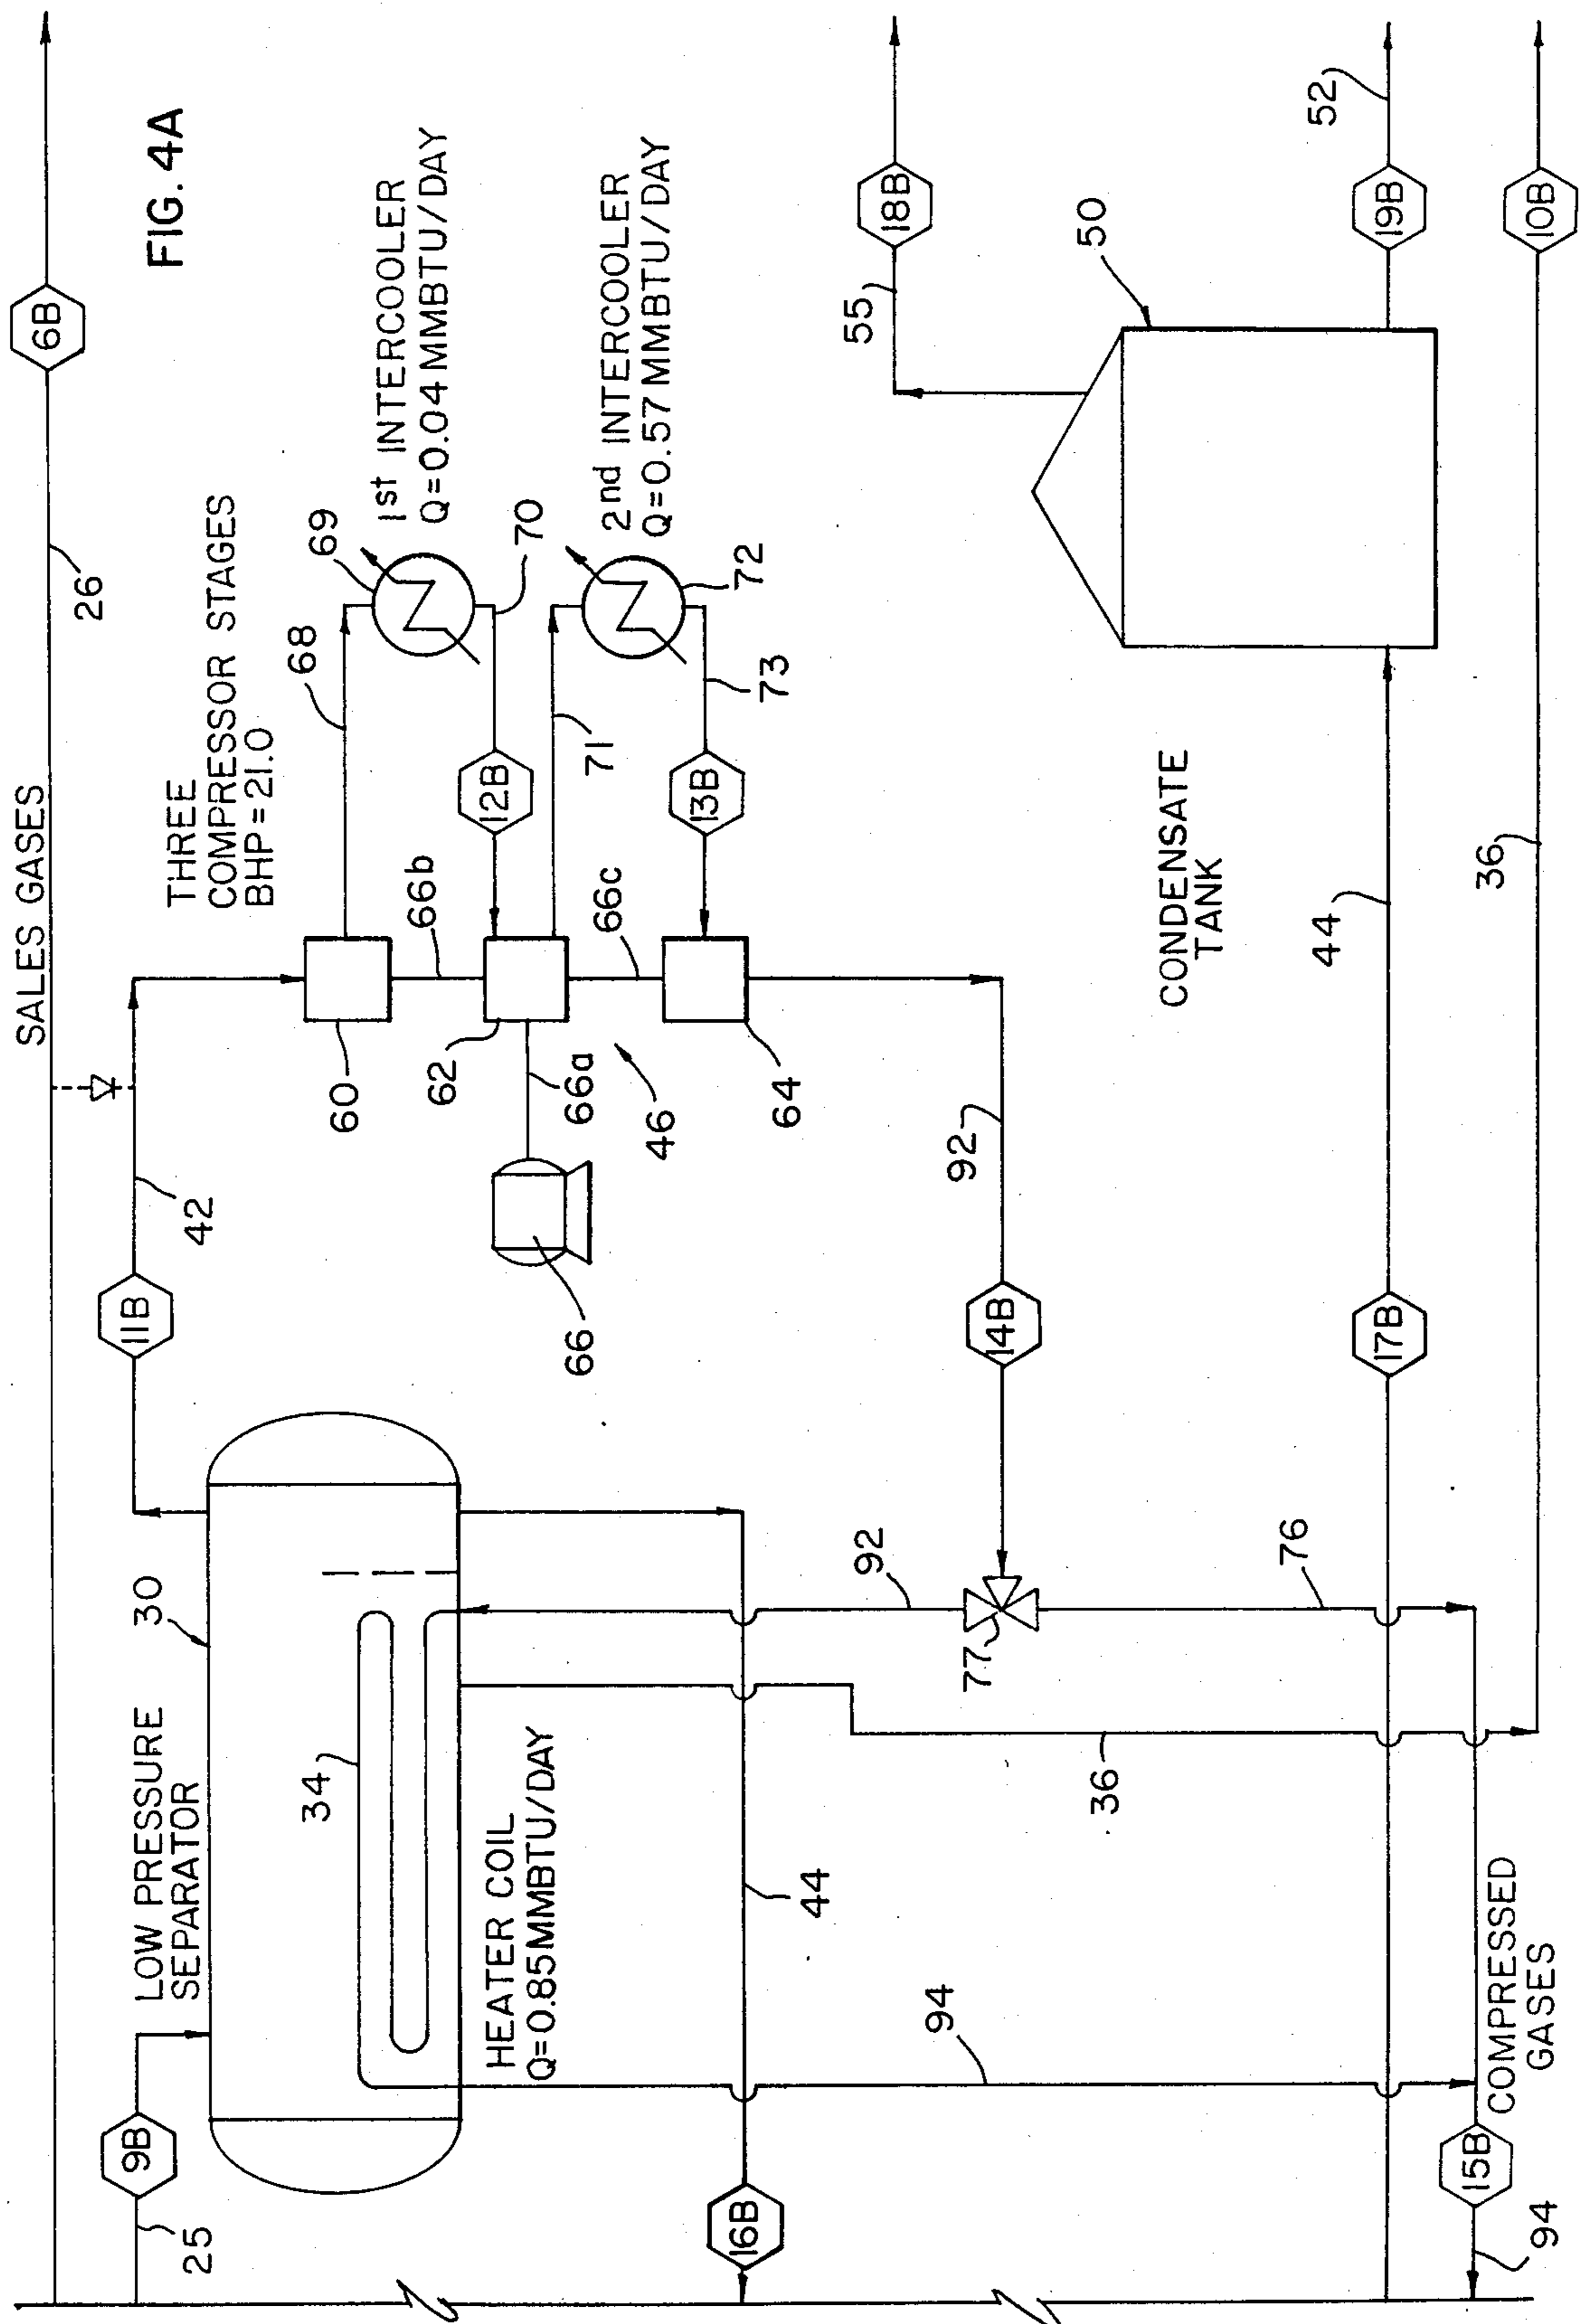 FIG. 4A
SALES GASES
6B
26
THREE
COMPRESSOR STAGES
BHP = 21.0
1st INTERCOOLER
Q=0.04 MMBTU/DAY
2nd INTERCOOLER
Q=0.57 MMBTU/DAY
68
69
70
12B
71
72
73
13B
60
62
64
66b
66c
66a
66
46
42
11B
LOW PRESSURE
SEPARATOR
30
34
HEATER COIL
Q=0.85MMBTU/DAY
9B
25
16B
44
92
14B
92
77
76
36
94
COMPRESSED
GASES
15B
94
17B
44
CONDENSATE
TANK
50
55
18B
52
19B
10B
36